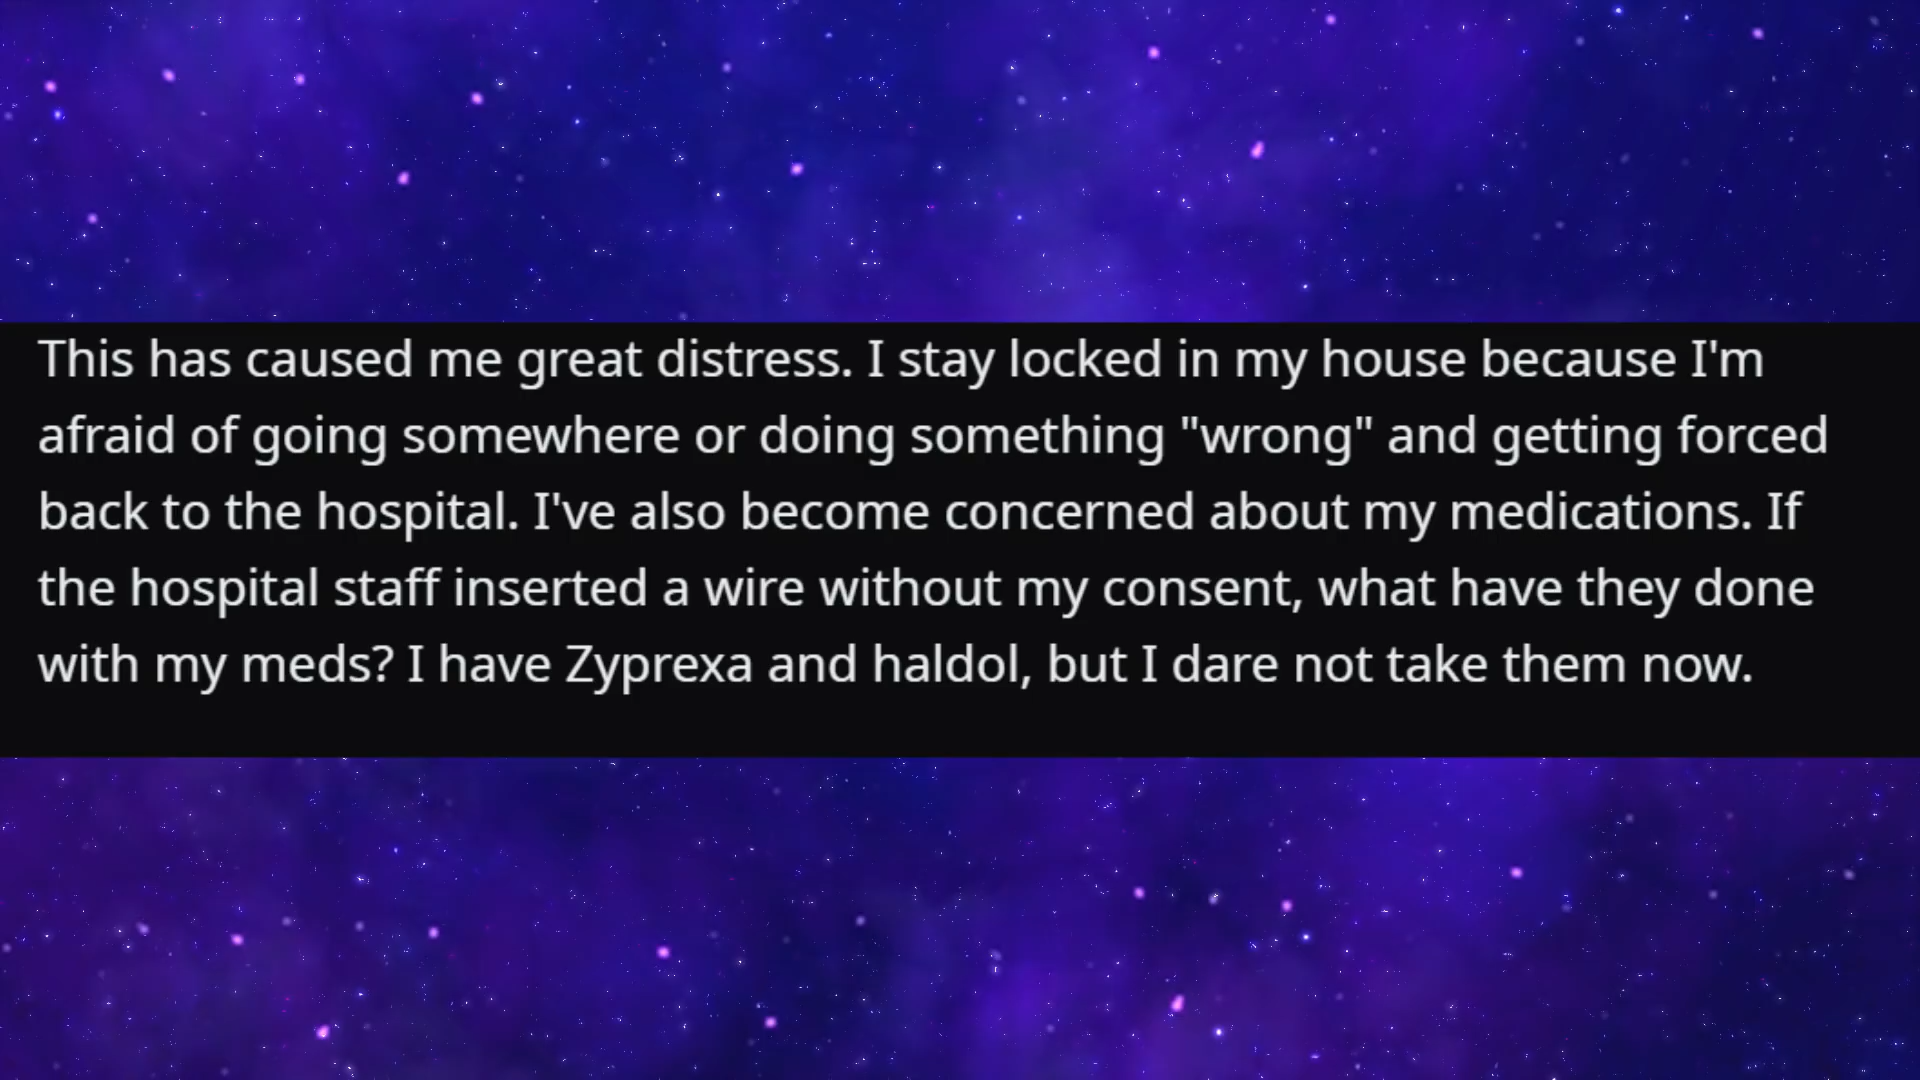 This has caused me great distress. I stay locked in my house because I'm
afraid of going somewhere or doing something "wrong" and getting forced
back to the hospital. I've also become concerned about my medications. If
the hospital staff inserted a wire without my consent, what have they done
with my meds? I have Zyprexa and haldol, but I dare not take them now.